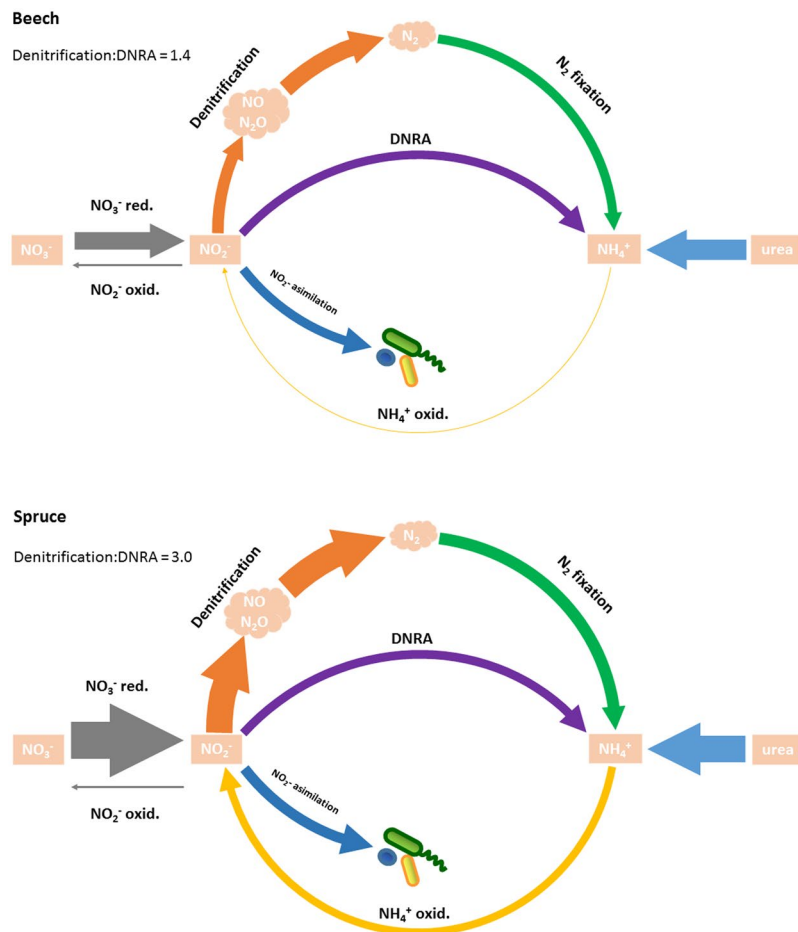 Beech
Denitrification:DNRA = 1.4
N₂
N₂ fixation
Denitrification
NO
N₂O
DNRA
NO₃⁻ red.
NO₃⁻
NO₂⁻
NH₄⁺
urea
NO₂⁻ oxid.
NO₂⁻ asimilation
NH₄⁺ oxid.
Spruce
Denitrification:DNRA = 3.0
N₂
N₂ fixation
Denitrification
NO
N₂O
DNRA
NO₃⁻ red.
NO₃⁻
NO₂⁻
NH₄⁺
urea
NO₂⁻ oxid.
NO₂⁻ asimilation
NH₄⁺ oxid.